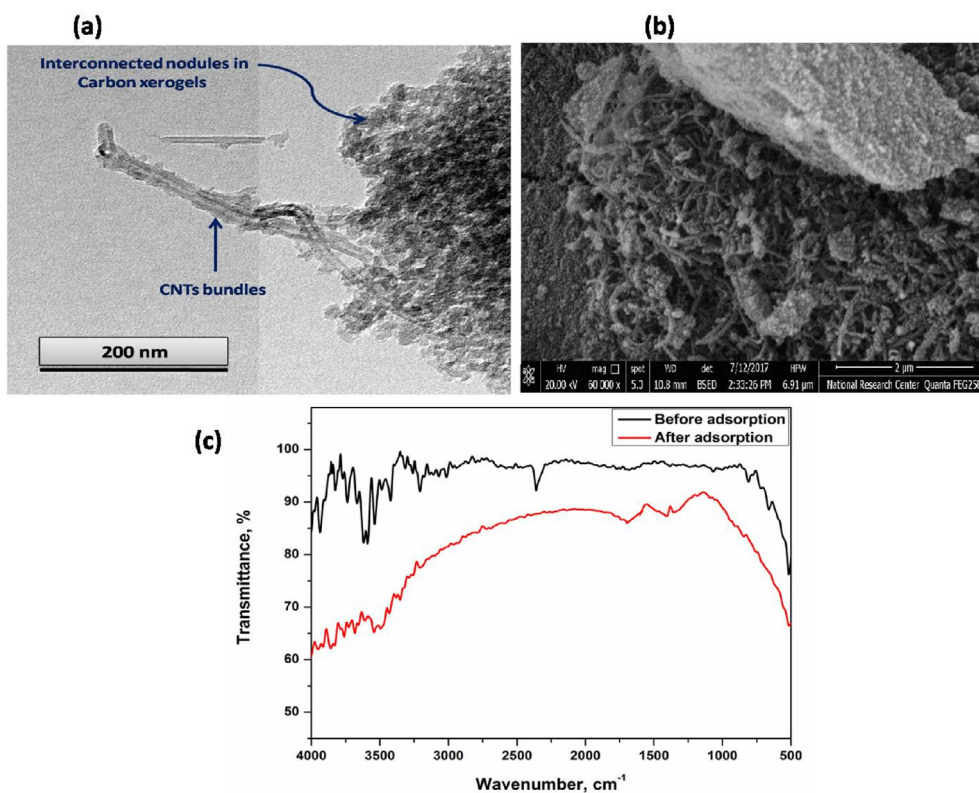 (a)
Interconnected nodules in
Carbon xerogels
CNTs bundles
200 nm
(b)
HV mag □ spot WD det 7/12/2017 HFW 2 µm
20.00 kV 60 000 x 5.0 10.8 mm BSED 2:33:26 PM 6.91 µm National Research Center Quanta FEG250
(c)
Before adsorption
After adsorption
Transmittance, %
100
90
80
70
60
50
4000 3500 3000 2500 2000 1500 1000 500
Wavenumber, cm⁻¹